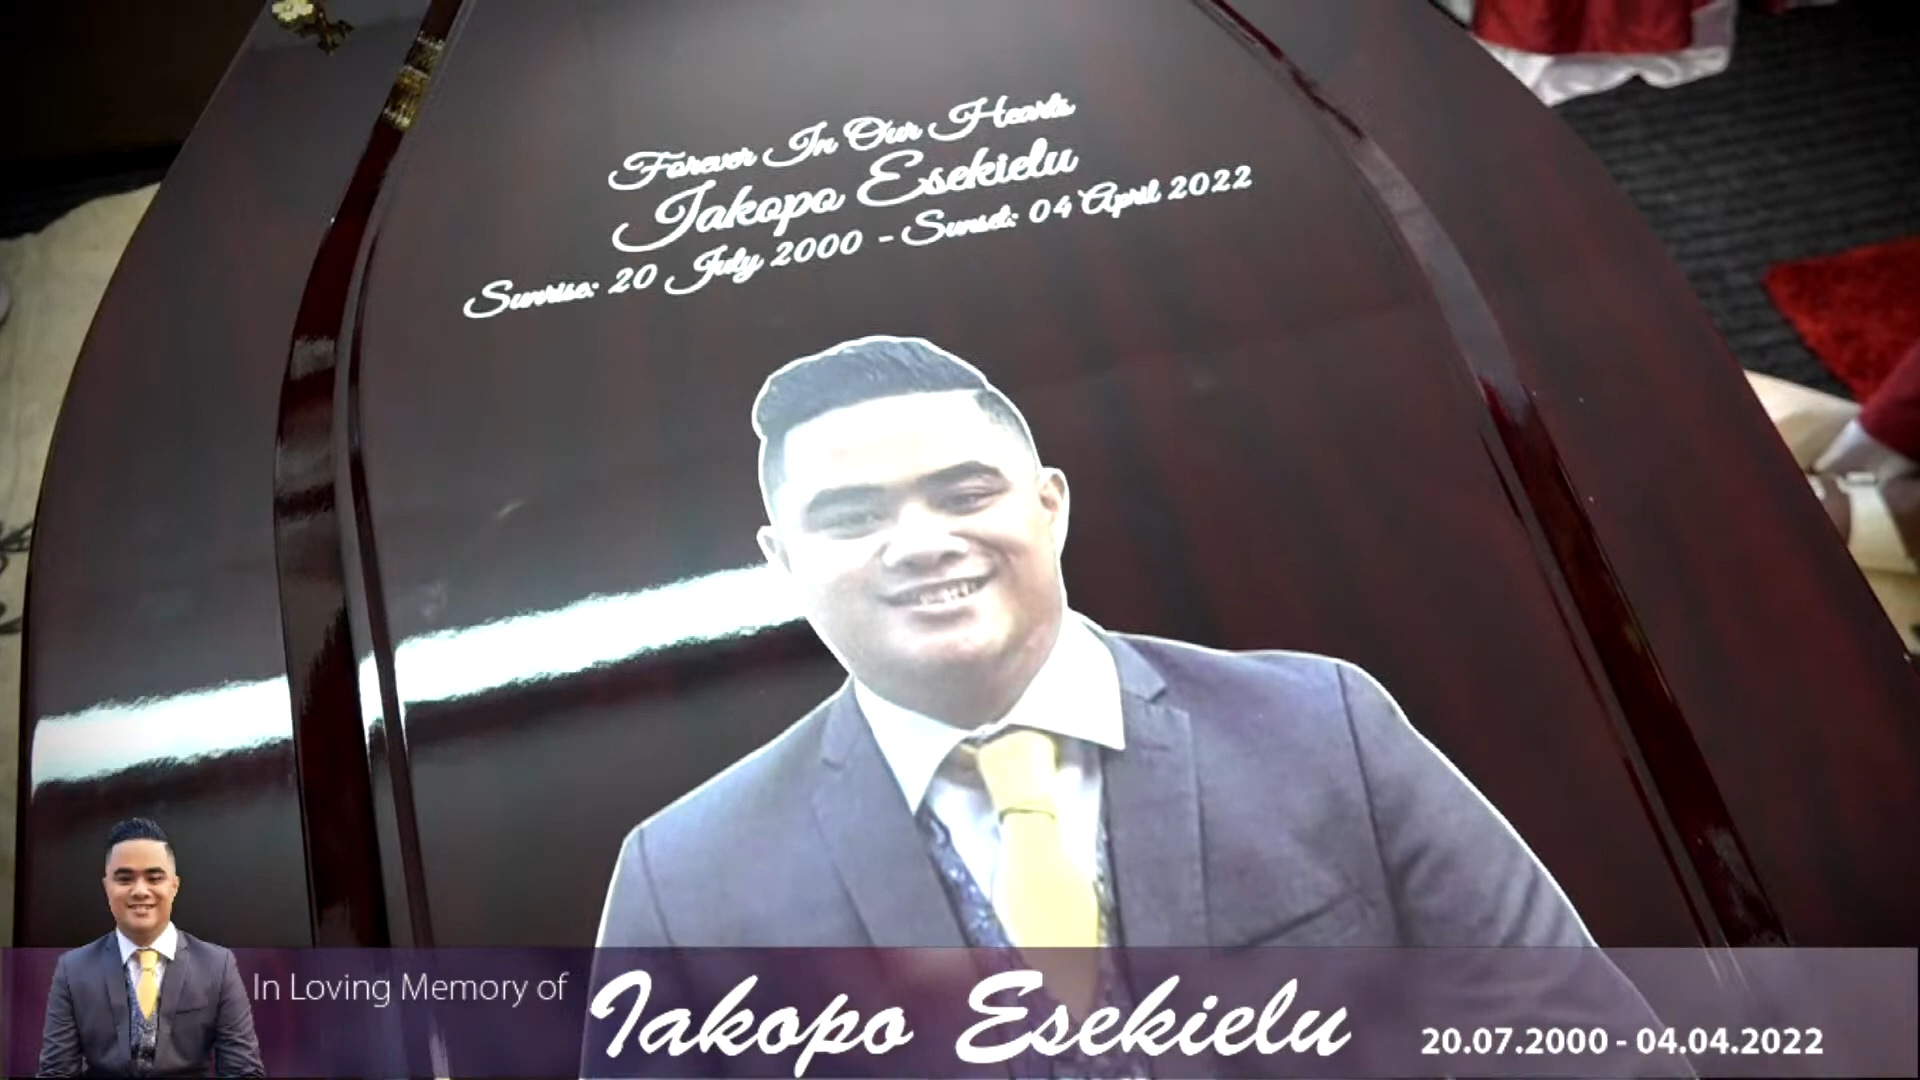 Forever In Our Hearts
Iakopo Esekielu
Sunrise: 20 July 2000 - Sunset: 04 April 2022
In Loving Memory of
Iakopo Esekielu
20.07.2000 - 04.04.2022